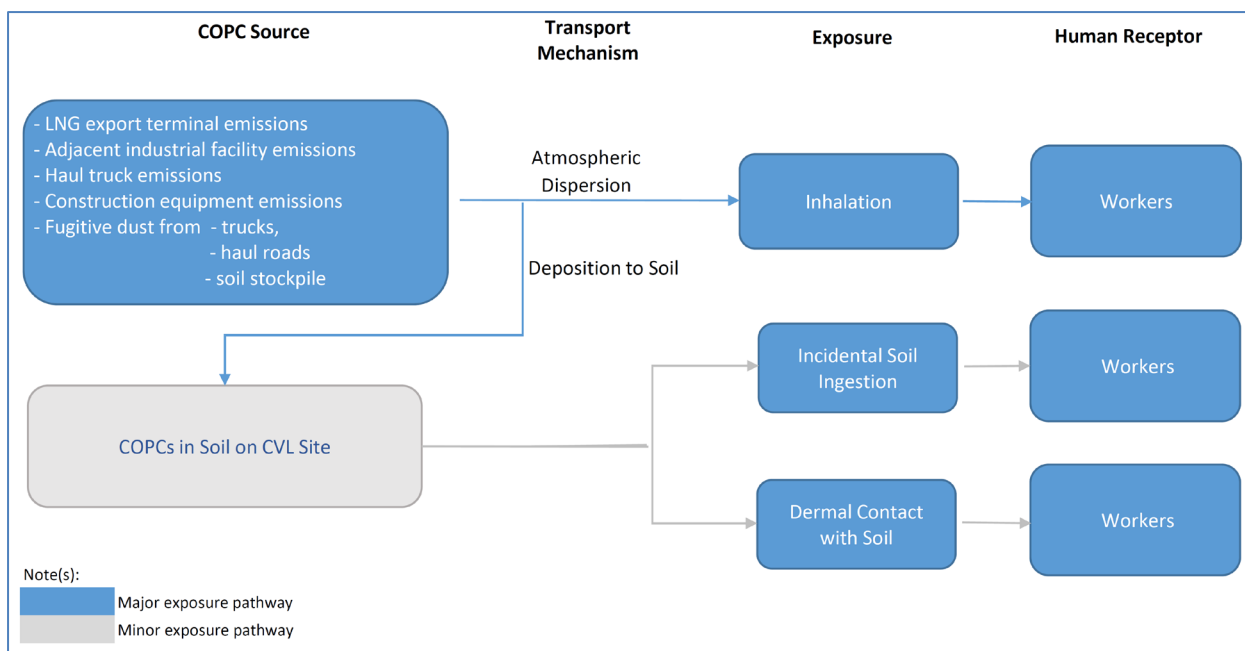 COPC Source
Transport
Mechanism
Exposure
Human Receptor
- LNG export terminal emissions
- Adjacent industrial facility emissions
- Haul truck emissions
- Construction equipment emissions
- Fugitive dust from - trucks,
- haul roads
- soil stockpile
Atmospheric
Dispersion
Inhalation
Workers
Deposition to Soil
COPCs in Soil on CVL Site
Incidental Soil
Ingestion
Workers
Dermal Contact
with Soil
Workers
Note(s):
Major exposure pathway
Minor exposure pathway